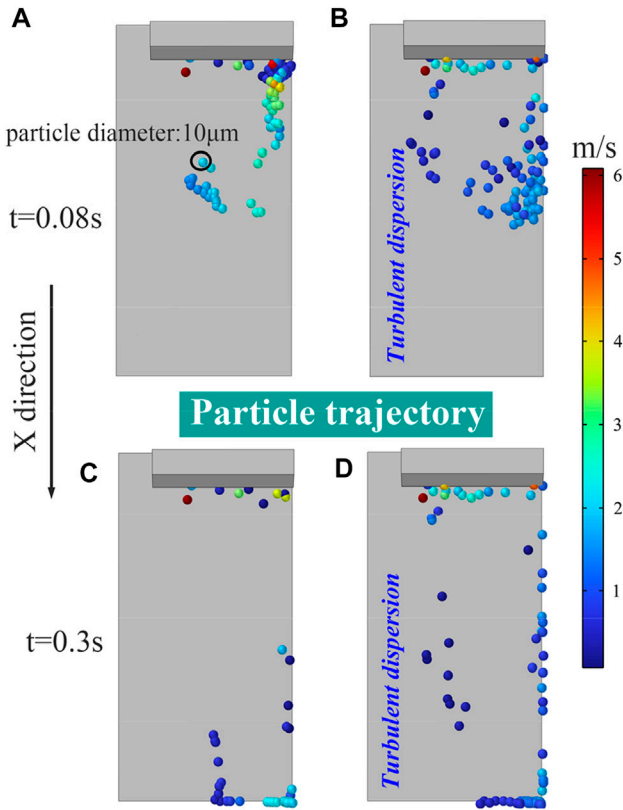 A
B
particle diameter:10μm
t=0.08s
Turbulent dispersion
m/s
6
5
4
3
2
1
X direction
Particle trajectory
C
D
t=0.3s
Turbulent dispersion